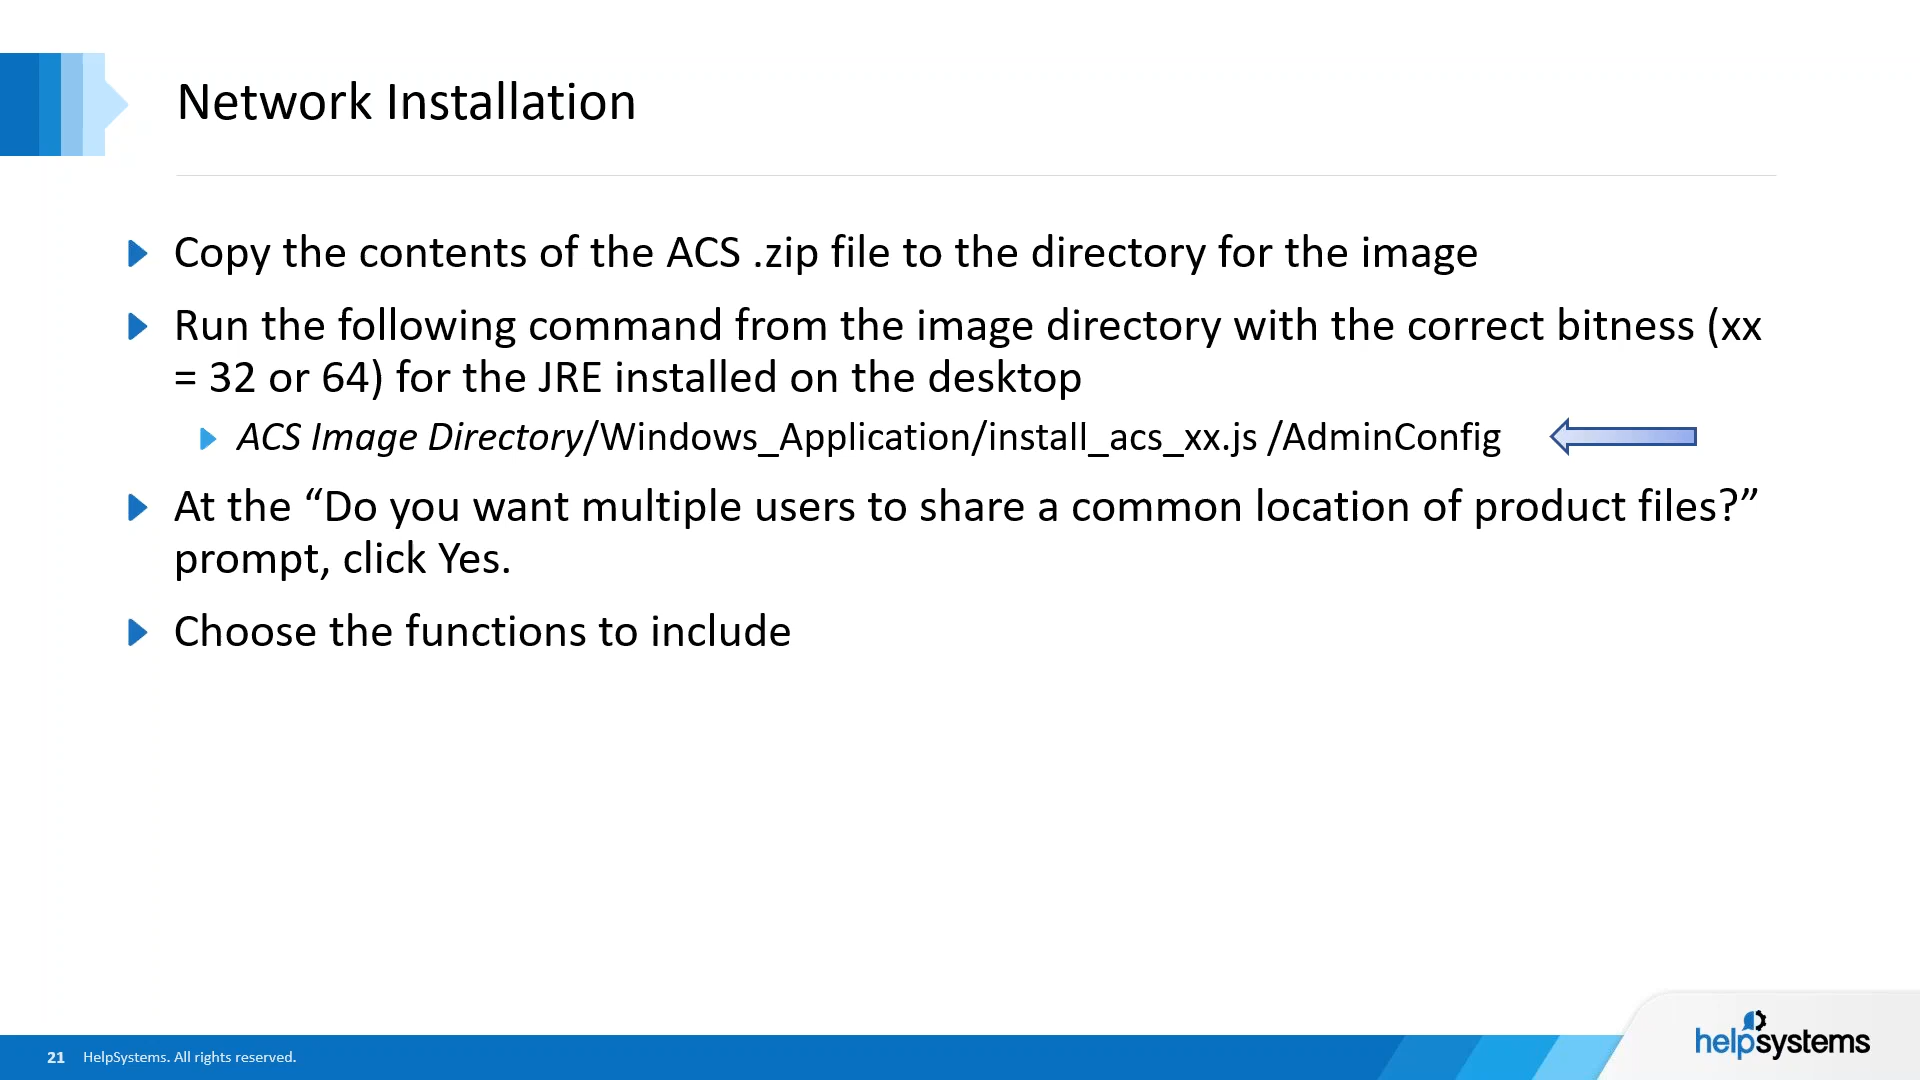 Network Installation
Copy the contents of the ACS .zip file to the directory for the image
Run the following command from the image directory with the correct bitness (xx
= 32 or 64) for the JRE installed on the desktop
ACS Image Directory/Windows_Application/install_acs_xx.js /AdminConfig
At the “Do you want multiple users to share a common location of product files?”
prompt, click Yes.
Choose the functions to include
21 HelpSystems. All rights reserved.
helpsystems